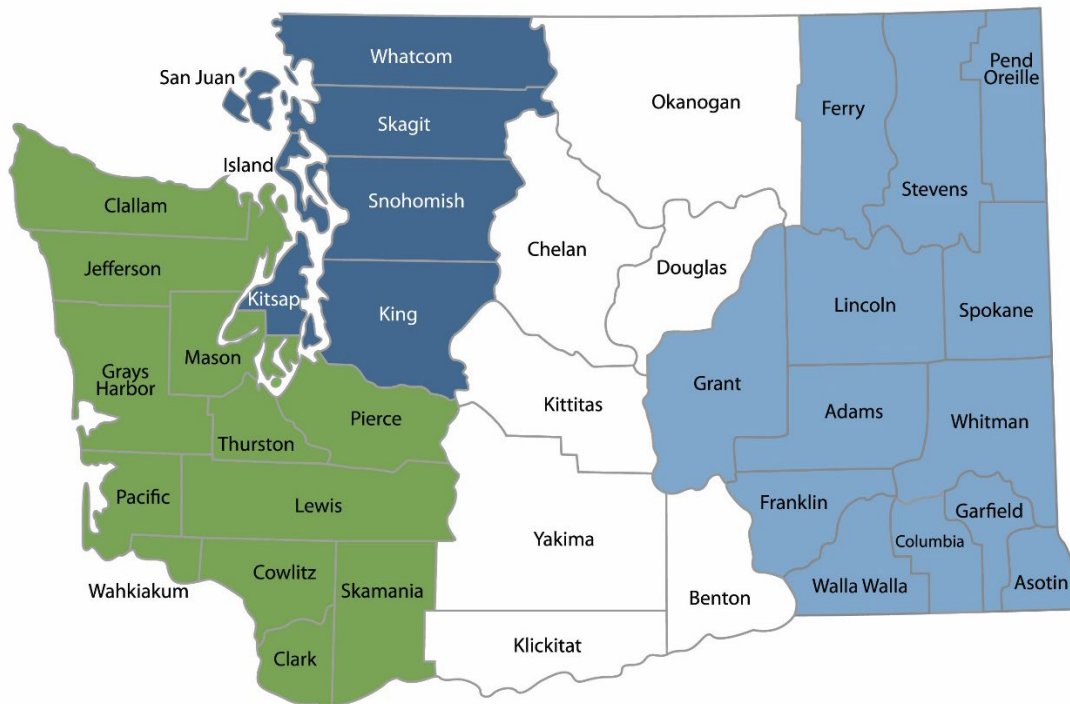 Whatcom
San Juan
Pend
Oreille
Okanogan
Ferry
Skagit
Island
Stevens
Snohomish
Clallam
Chelan
Jefferson
Douglas
Kitsap
King
Lincoln
Spokane
Mason
Grays
Harbor
Grant
Kittitas
Adams
Pierce
Whitman
Thurston
Pacific
Lewis
Franklin
Garfield
Yakima
Columbia
Cowlitz
Wahkiakum
Skamania
Walla Walla
Asotin
Benton
Klickitat
Clark